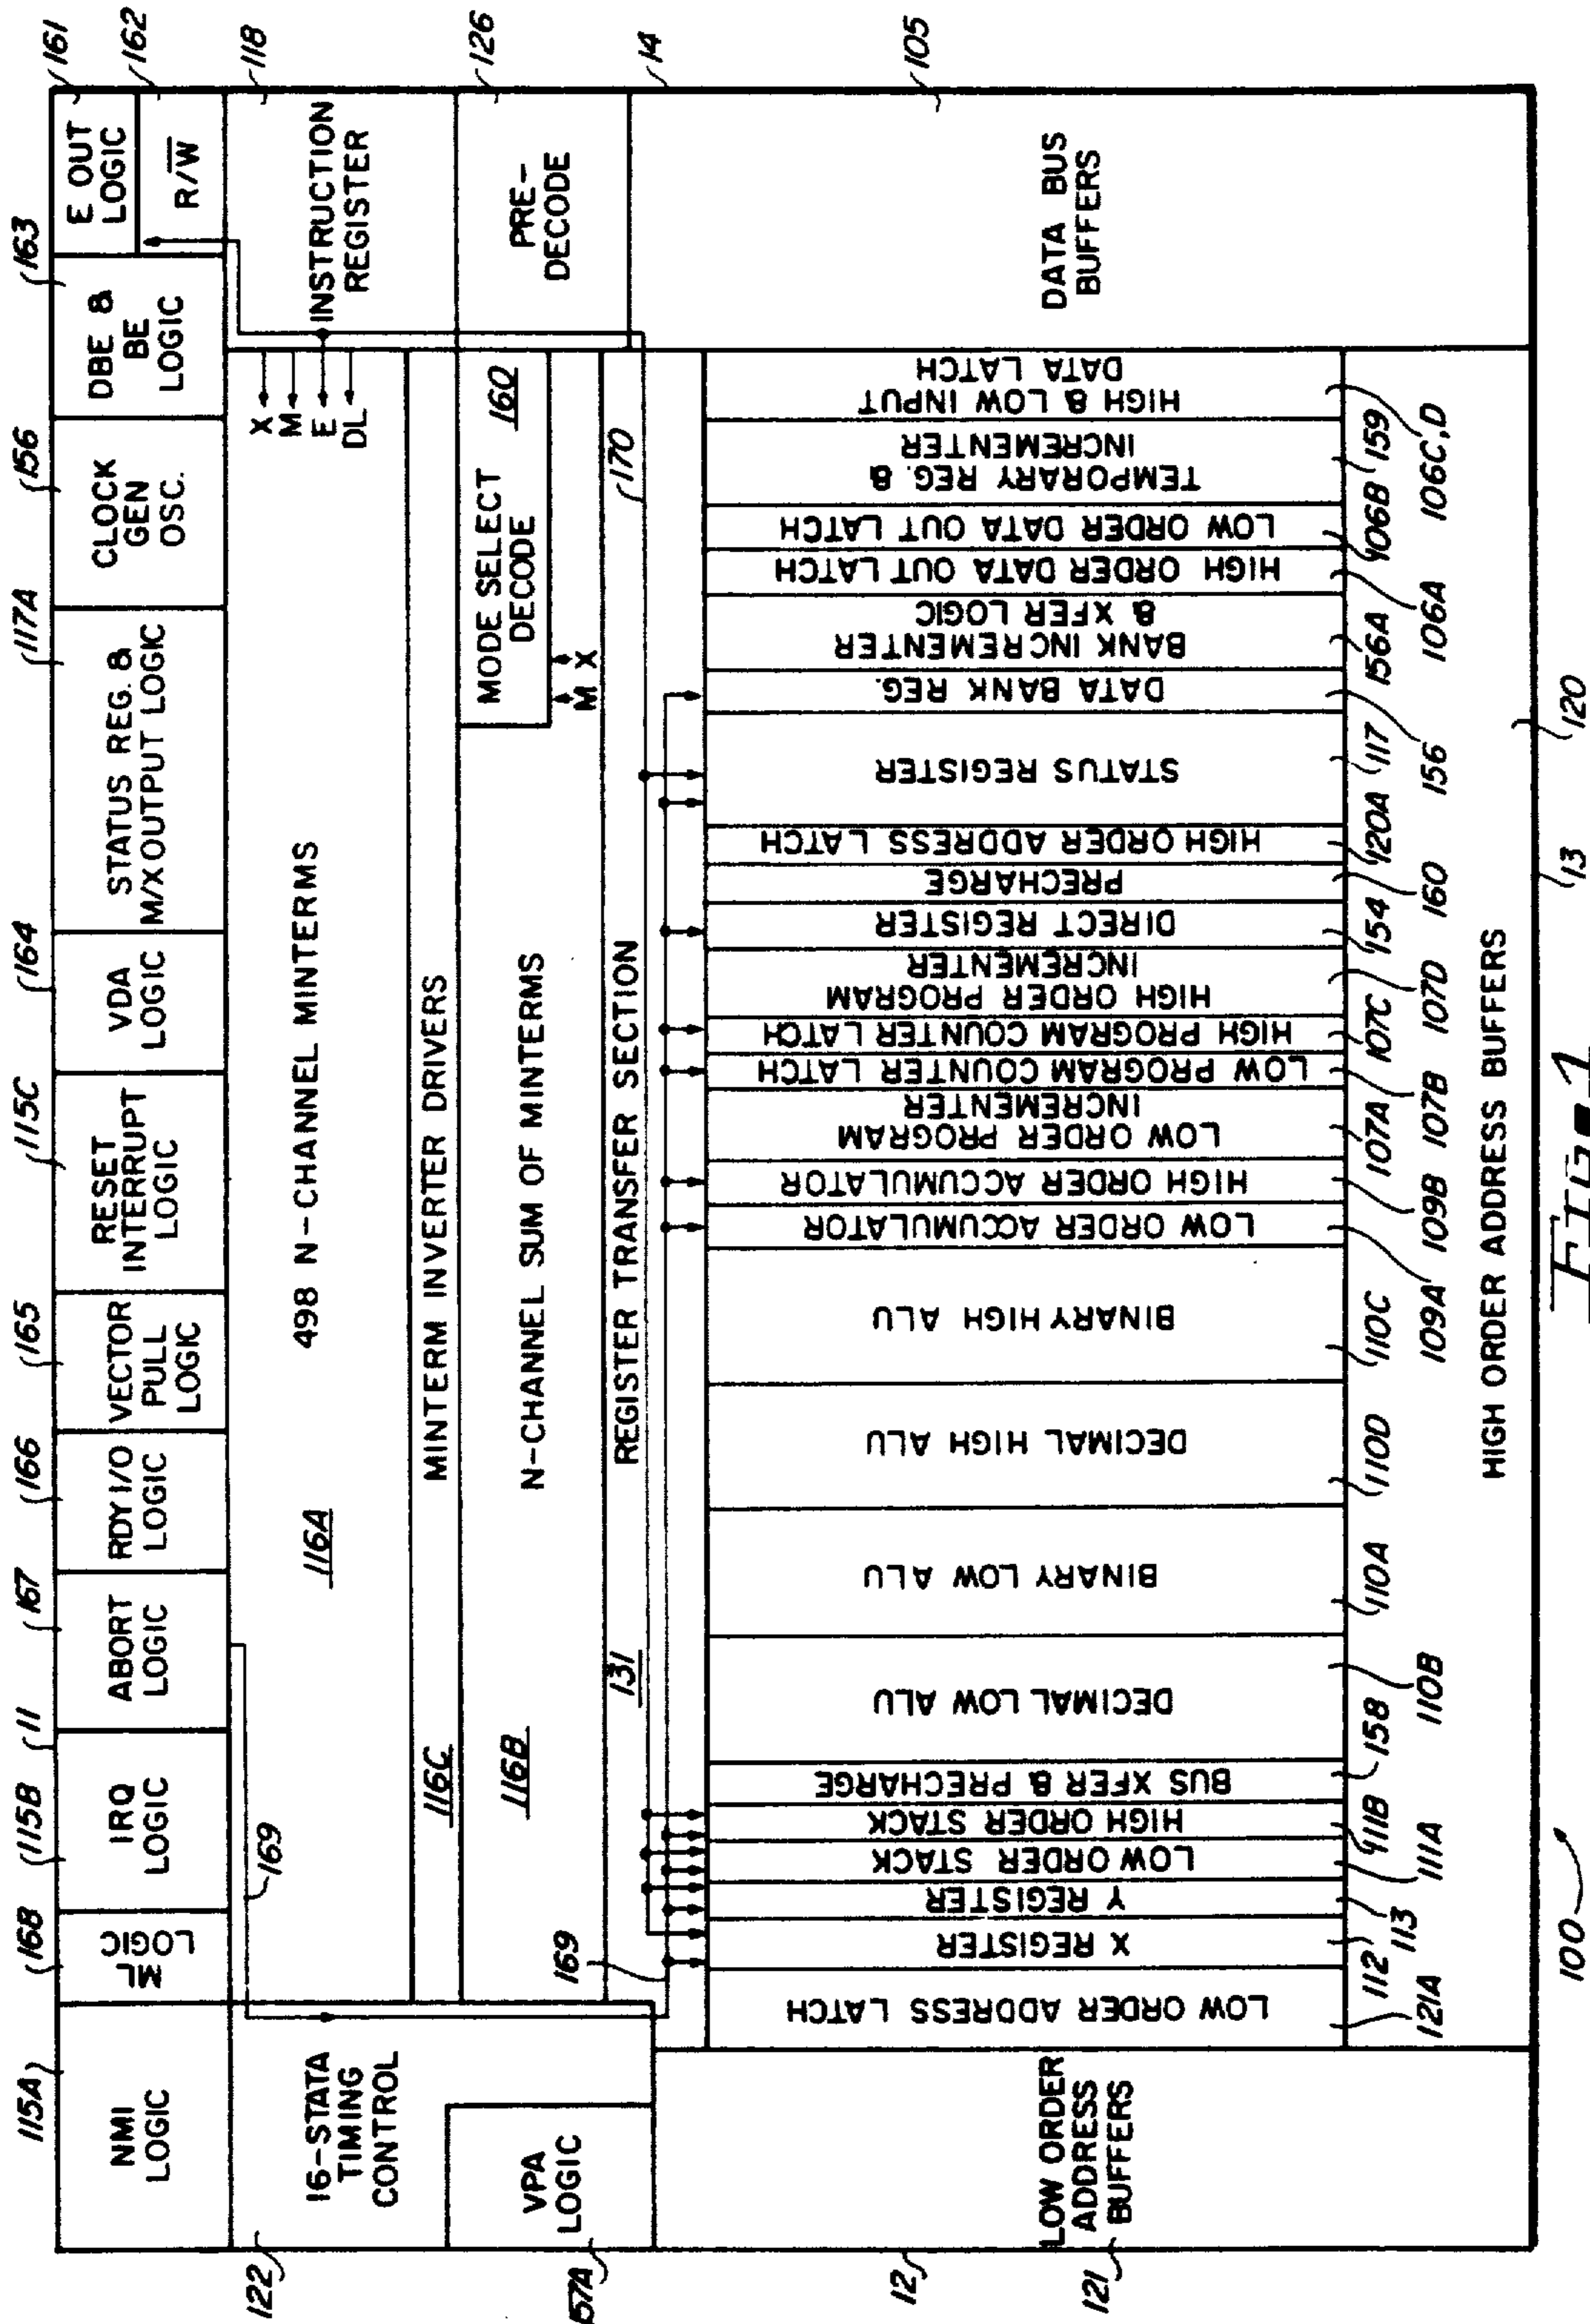 115A
168
115B
11
167
166
165
115C
164
117A
156
163
161
162
118
126
14
105
NMI
LOGIC
ML
LOGIC
IRQ
LOGIC
ABORT
LOGIC
RDY I/O
LOGIC
VECTOR
PULL
LOGIC
RESET
INTERRUPT
LOGIC
VDA
LOGIC
STATUS REG. &
M/X OUTPUT LOGIC
CLOCK
GEN
OSC.
DBE &
BE
LOGIC
E OUT
LOGIC
R/W̅
122
16-STATA
TIMING
CONTROL
169
116A
498 N-CHANNEL MINTERMS
X
M
E
DL
INSTRUCTION
REGISTER
116C
MINTERM INVERTER DRIVERS
157A
VPA
LOGIC
116B
N-CHANNEL SUM OF MINTERMS
MODE SELECT
DECODE
160
M X
PRE-
DECODE
169
131
REGISTER TRANSFER SECTION
170
12
121
LOW ORDER
ADDRESS
BUFFERS
LOW ORDER ADDRESS LATCH
X REGISTER
Y REGISTER
LOW ORDER STACK
HIGH ORDER STACK
BUS XFER & PRECHARGE
DECIMAL LOW ALU
BINARY LOW ALU
DECIMAL HIGH ALU
BINARY HIGH ALU
LOW ORDER ACCUMULATOR
HIGH ORDER ACCUMULATOR
LOW ORDER PROGRAM
INCREMENTER
LOW PROGRAM COUNTER LATCH
HIGH PROGRAM COUNTER LATCH
HIGH ORDER PROGRAM
INCREMENTER
DIRECT REGISTER
PRECHARGE
HIGH ORDER ADDRESS LATCH
STATUS REGISTER
DATA BANK REG.
BANK INCREMENTER
& XFER LOGIC
HIGH ORDER DATA OUT LATCH
LOW ORDER DATA OUT LATCH
TEMPORARY REG. &
INCREMENTER
HIGH & LOW INPUT
DATA LATCH
DATA BUS
BUFFERS
121A
112
113
111A
111B
158
110B
110A
110D
110C
109A
109B
107A
107B
107C
107D
154
160
120A
117
156
156A
106A
106B
159
106C,D
HIGH ORDER ADDRESS BUFFERS
100
13
120
FIG. 1